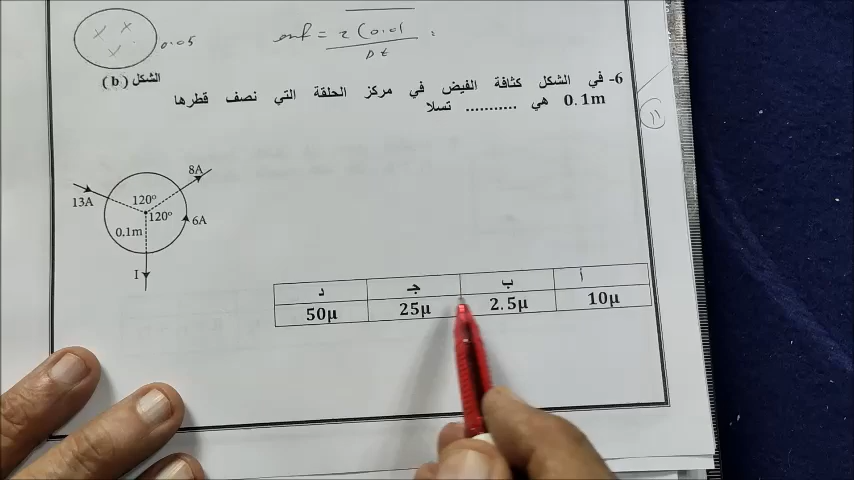 × ×
×
0.05
emf = 2 (0.01
Δt
الشكل (b)
6- في الشكل كثافة الفيض في مركز الحلقة التي نصف قطرها
0.1m هي ........... تسلا
11
8A
13A
120°
120°
6A
0.1m
I
أ ب جـ د
10μ 2.5μ 25μ 50μ